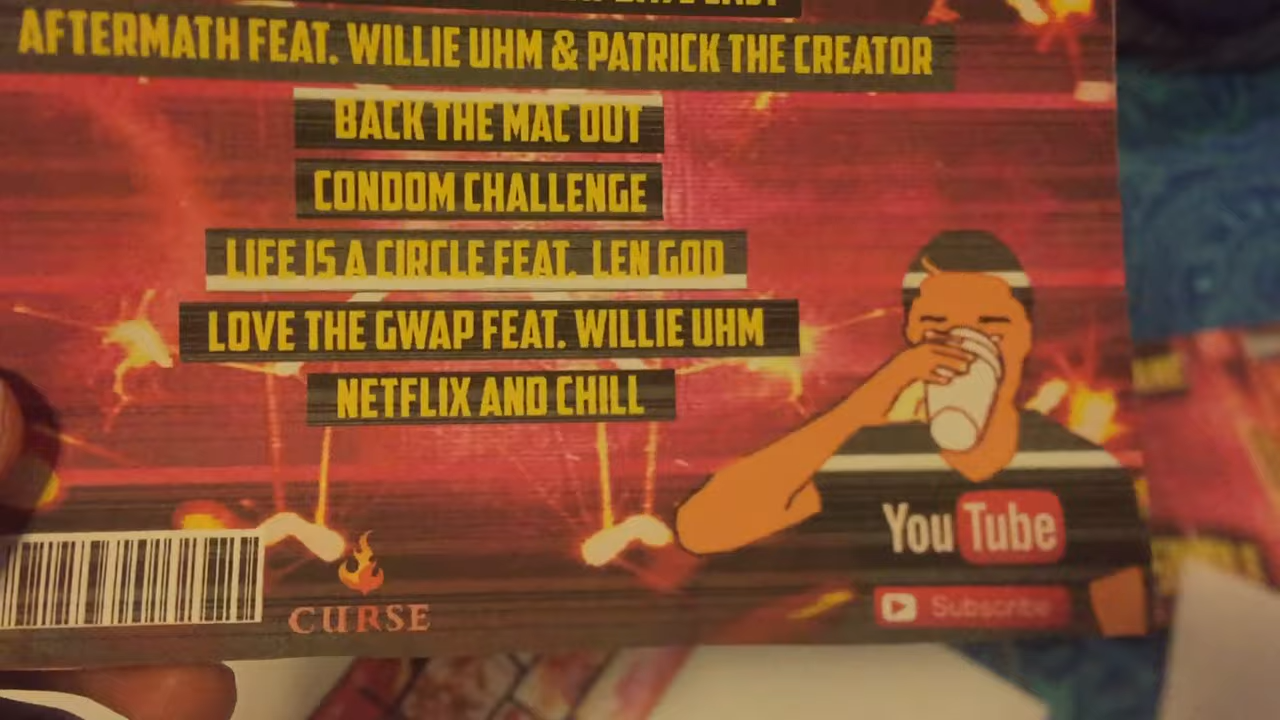 AFTERMATH FEAT. WILLIE UHM & PATRICK THE CREATOR
BACK THE MAC OUT
CONDOM CHALLENGE
LIFE IS A CIRCLE FEAT. LEN GOD
LOVE THE GWAP FEAT. WILLIE UHM
NETFLIX AND CHILL
YouTube
Subscribe
CURSE